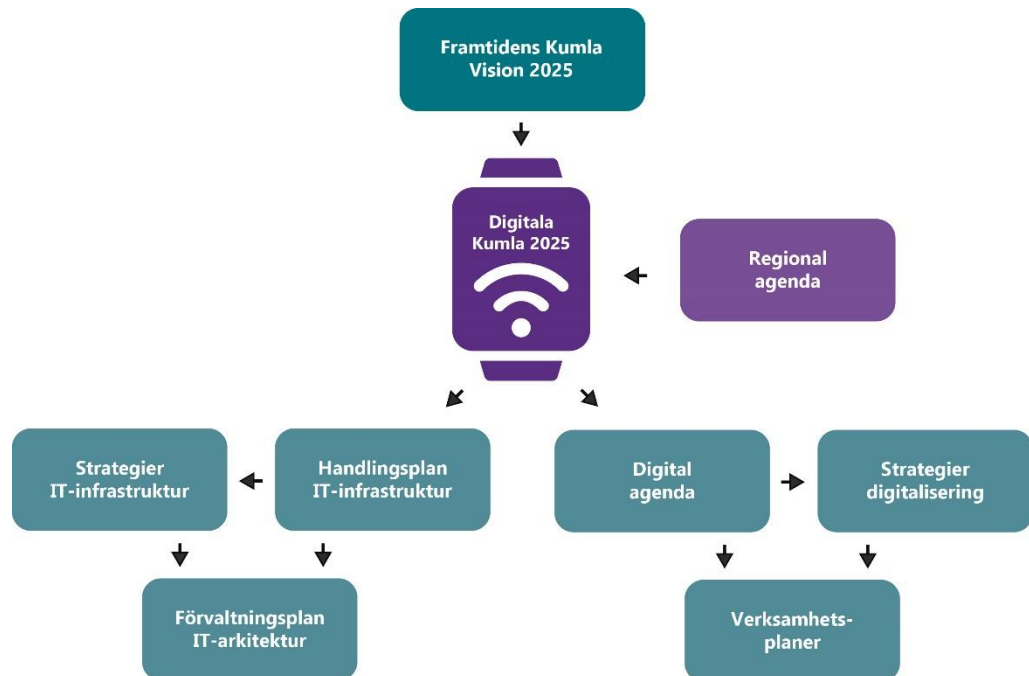 Framtidens Kumla
Vision 2025
Digitala
Kumla 2025
Regional
agenda
Strategier
IT-infrastruktur
Handlingsplan
IT-infrastruktur
Digital
agenda
Strategier
digitalisering
Förvaltningsplan
IT-arkitektur
Verksamhets-
planer